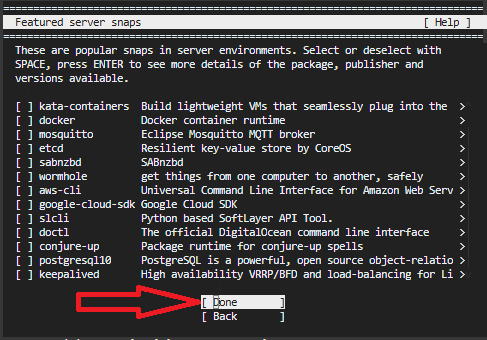 Featured server snaps [ Help ]
These are popular snaps in server environments. Select or deselect with
SPACE, press ENTER to see more details of the package, publisher and
versions available.
[ ] kata-containers Build lightweight VMs that seamlessly plug into the >
[ ] docker Docker container runtime >
[ ] mosquitto Eclipse Mosquitto MQTT broker >
[ ] etcd Resilient key-value store by CoreOS >
[ ] sabnzbd SABnzbd >
[ ] wormhole get things from one computer to another, safely >
[ ] aws-cli Universal Command Line Interface for Amazon Web Serv >
[ ] google-cloud-sdk Google Cloud SDK >
[ ] slcli Python based SoftLayer API Tool. >
[ ] doctl The official DigitalOcean command line interface >
[ ] conjure-up Package runtime for conjure-up spells >
[ ] postgresql10 PostgreSQL is a powerful, open source object-relatio >
[ ] keepalived High availability VRRP/BFD and load-balancing for Li >
[ Done ]
[ Back ]